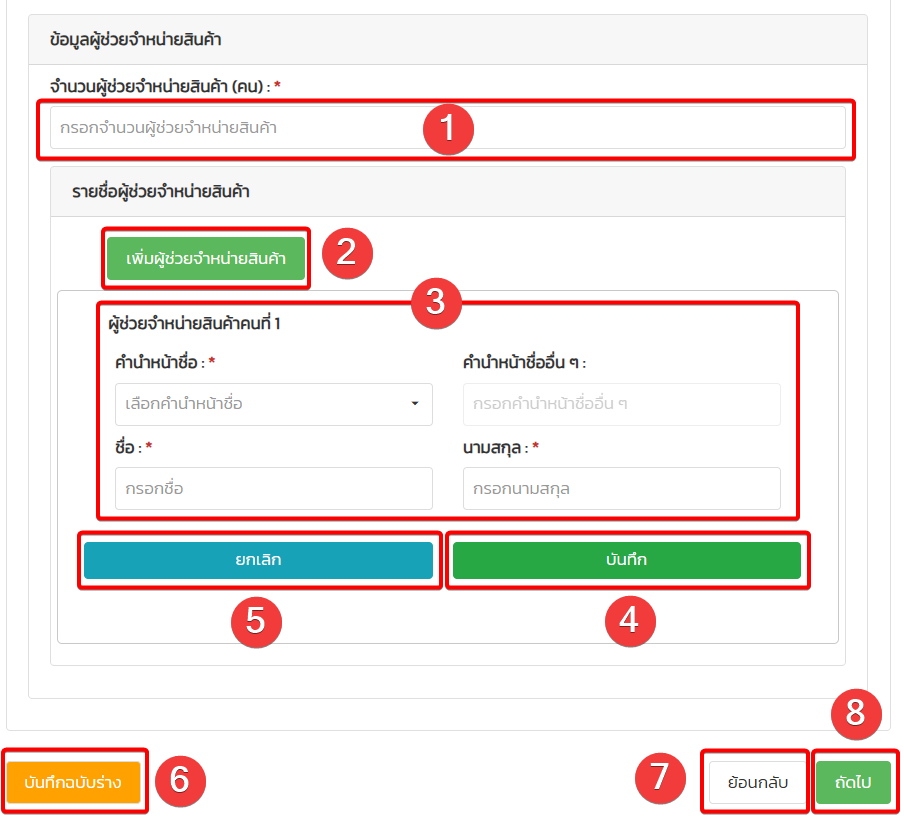 ข้อมูลผู้ช่วยจำหน่ายสินค้า
จำนวนผู้ช่วยจำหน่ายสินค้า (คน) : *
กรอกจำนวนผู้ช่วยจำหน่ายสินค้า
1
รายชื่อผู้ช่วยจำหน่ายสินค้า
เพิ่มผู้ช่วยจำหน่ายสินค้า
2
3
ผู้ช่วยจำหน่ายสินค้าคนที่ 1
คำนำหน้าชื่อ : *
คำนำหน้าชื่ออื่น ๆ :
เลือกคำนำหน้าชื่อ
กรอกคำนำหน้าชื่ออื่น ๆ
ชื่อ : *
นามสกุล : *
กรอกชื่อ
กรอกนามสกุล
ยกเลิก
บันทึก
5
4
8
บันทึกฉบับร่าง
6
7
ย้อนกลับ
ถัดไป